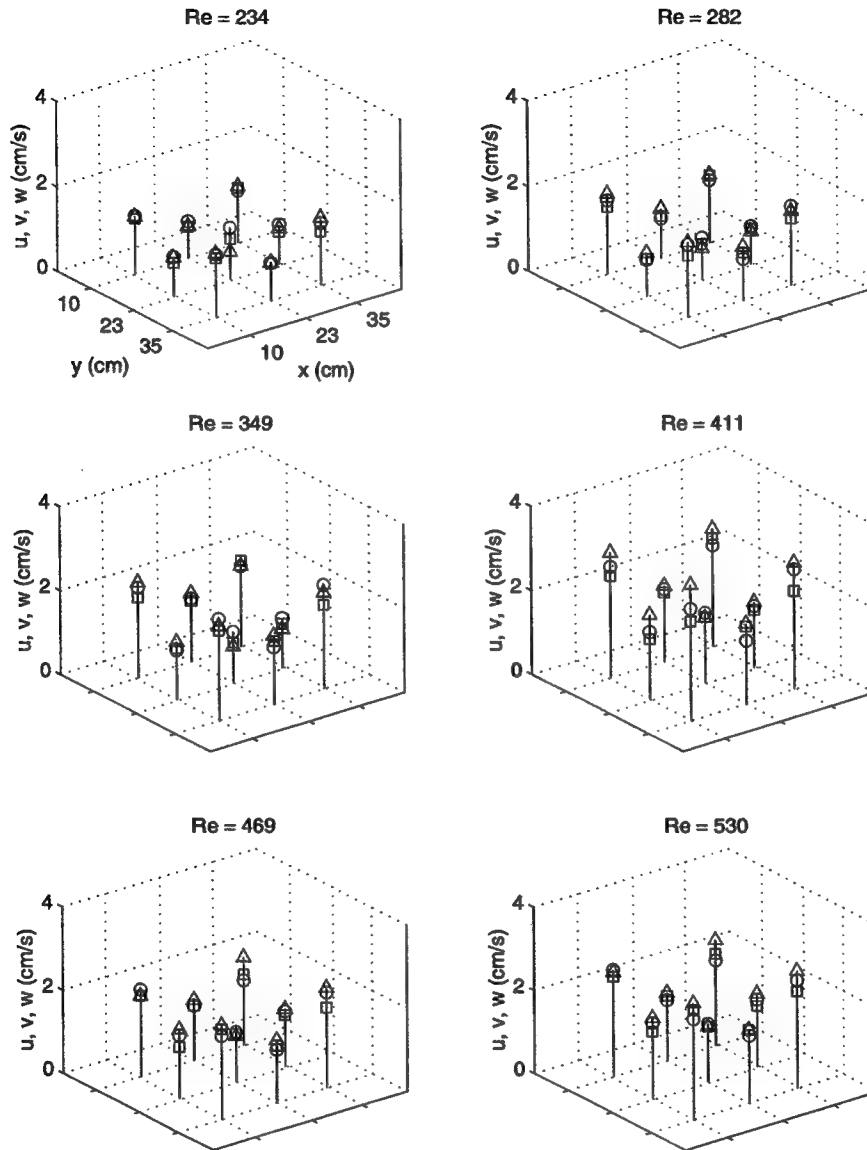 Re = 234
Re = 282
4
2
0
u, v, w (cm/s)
10
23
35
y (cm)
10
23
35
x (cm)
4
2
0
u, v, w (cm/s)
Re = 349
Re = 411
4
2
0
u, v, w (cm/s)
4
2
0
u, v, w (cm/s)
Re = 469
Re = 530
4
2
0
u, v, w (cm/s)
4
2
0
u, v, w (cm/s)